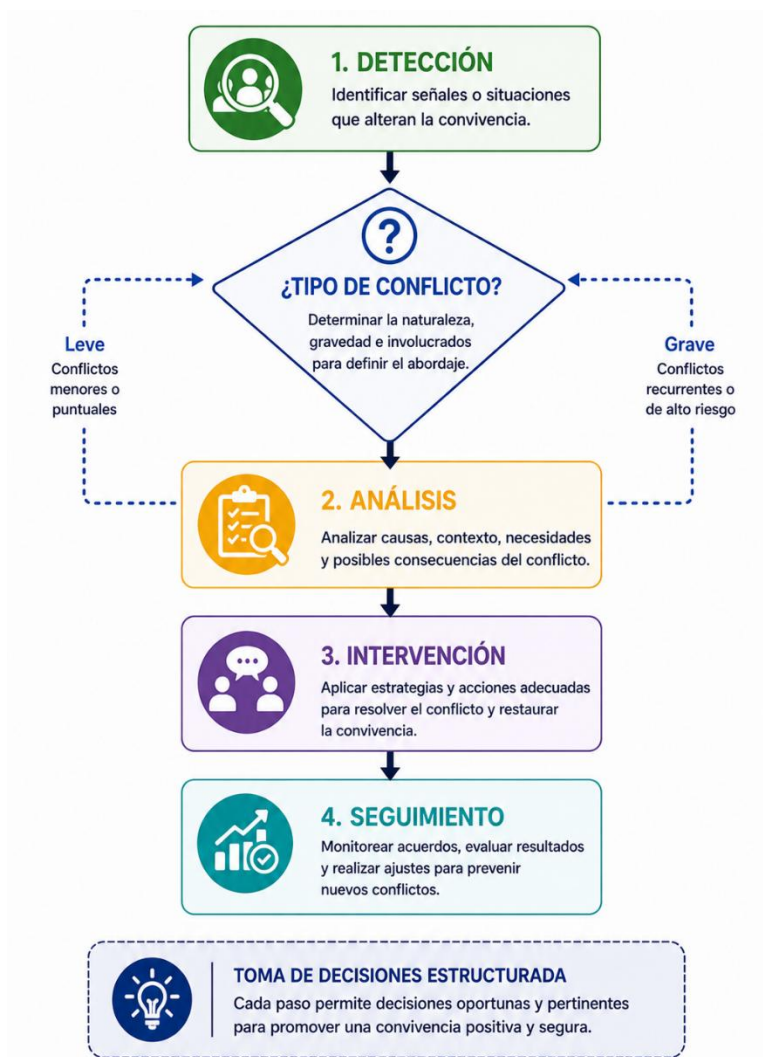 1. DETECCIÓN
Identificar señales o situaciones
que alteran la convivencia.
?
¿TIPO DE CONFLICTO?
Determinar la naturaleza,
gravedad e involucrados
para definir el abordaje.
Leve
Conflictos
menores o
puntuales
Grave
Conflictos
recurrentes o
de alto riesgo
2. ANÁLISIS
Analizar causas, contexto, necesidades
y posibles consecuencias del conflicto.
3. INTERVENCIÓN
Aplicar estrategias y acciones adecuadas
para resolver el conflicto y restaurar
la convivencia.
4. SEGUIMIENTO
Monitorear acuerdos, evaluar resultados
y realizar ajustes para prevenir
nuevos conflictos.
TOMA DE DECISIONES ESTRUCTURADA
Cada paso permite decisiones oportunas y pertinentes
para promover una convivencia positiva y segura.